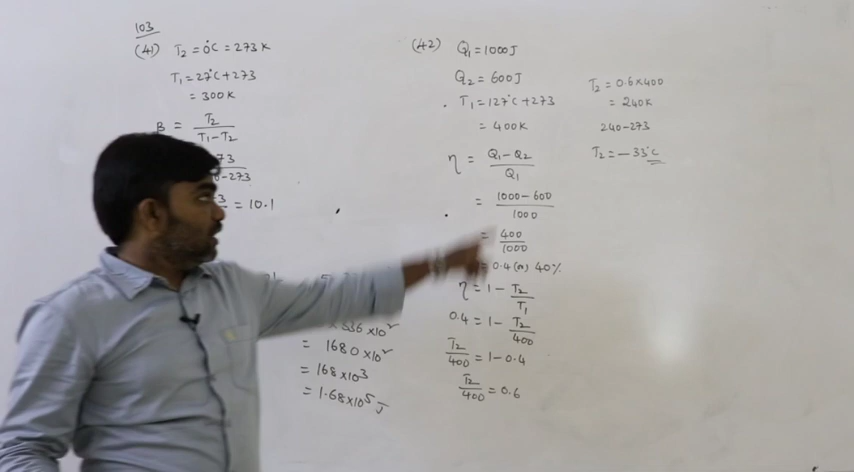 103
(41) T₂ = 0°C = 273 K
T₁ = 27°C + 273
= 300 K
β = T₂ / (T₁ - T₂)
-273
= 10.1
×10²
= 1680 × 10²
= 168 × 10³
= 1.68 × 10⁵ J
(42) Q₁ = 1000 J
Q₂ = 600 J
T₁ = 127°C + 273
= 400 K
η = (Q₁ - Q₂) / Q₁
= (1000 - 600) / 1000
= 400 / 1000
= 0.4 (or) 40%
η = 1 - T₂ / T₁
0.4 = 1 - T₂ / 400
T₂ / 400 = 1 - 0.4
T₂ / 400 = 0.6
T₂ = 0.6 × 400
= 240 K
240 - 273
T₂ = -33°C